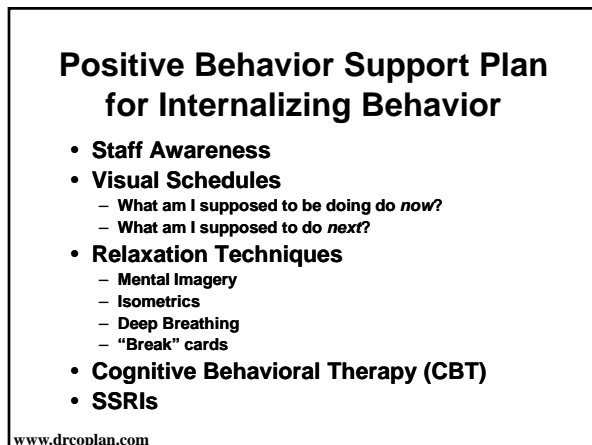 Positive Behavior Support Plan
for Internalizing Behavior
• Staff Awareness
• Visual Schedules
– What am I supposed to be doing do now?
– What am I supposed to do next?
• Relaxation Techniques
– Mental Imagery
– Isometrics
– Deep Breathing
– “Break” cards
• Cognitive Behavioral Therapy (CBT)
• SSRIs
www.drcoplan.com